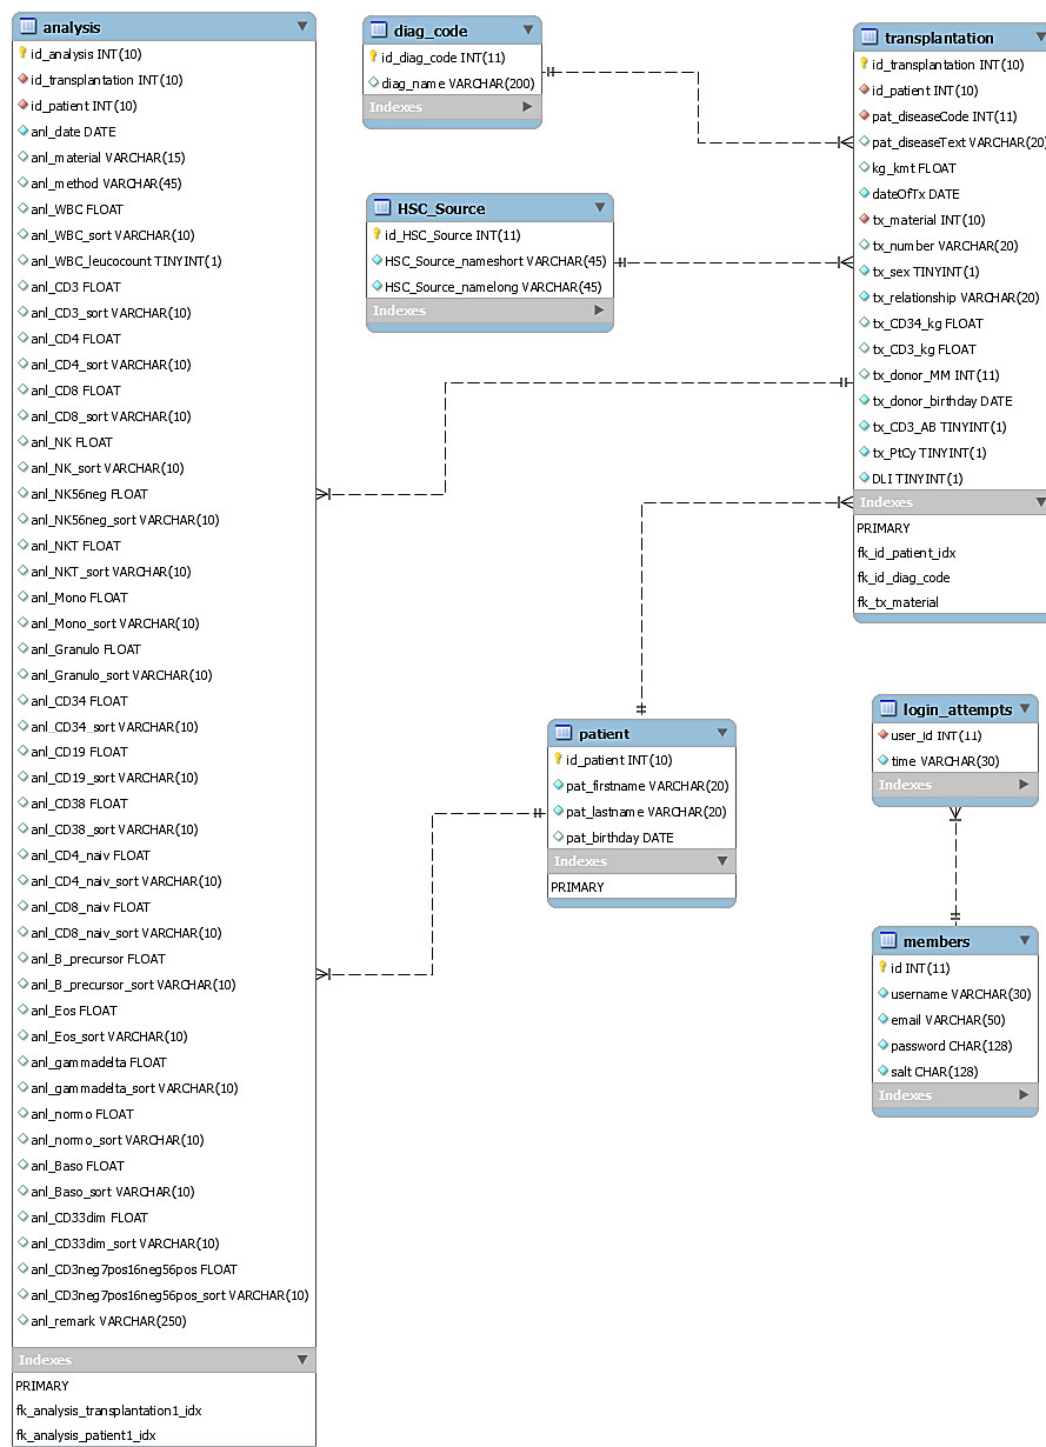 analysis
id_analysis INT(10)
id_transplantation INT(10)
id_patient INT(10)
anl_date DATE
anl_material VARCHAR(15)
anl_method VARCHAR(45)
anl_WBC FLOAT
anl_WBC_sort VARCHAR(10)
anl_WBC_leucocount TINYINT(1)
anl_CD3 FLOAT
anl_CD3_sort VARCHAR(10)
anl_CD4 FLOAT
anl_CD4_sort VARCHAR(10)
anl_CD8 FLOAT
anl_CD8_sort VARCHAR(10)
anl_NK FLOAT
anl_NK_sort VARCHAR(10)
anl_NK56neg FLOAT
anl_NK56neg_sort VARCHAR(10)
anl_NKT FLOAT
anl_NKT_sort VARCHAR(10)
anl_Mono FLOAT
anl_Mono_sort VARCHAR(10)
anl_Granulo FLOAT
anl_Granulo_sort VARCHAR(10)
anl_CD34 FLOAT
anl_CD34_sort VARCHAR(10)
anl_CD19 FLOAT
anl_CD19_sort VARCHAR(10)
anl_CD38 FLOAT
anl_CD38_sort VARCHAR(10)
anl_CD4_naiv FLOAT
anl_CD4_naiv_sort VARCHAR(10)
anl_CD8_naiv FLOAT
anl_CD8_naiv_sort VARCHAR(10)
anl_B_precursor FLOAT
anl_B_precursor_sort VARCHAR(10)
anl_Eos FLOAT
anl_Eos_sort VARCHAR(10)
anl_gammadelta FLOAT
anl_gammadelta_sort VARCHAR(10)
anl_normo FLOAT
anl_normo_sort VARCHAR(10)
anl_Baso FLOAT
anl_Baso_sort VARCHAR(10)
anl_CD33dim FLOAT
anl_CD33dim_sort VARCHAR(10)
anl_CD3neg7pos16neg56pos FLOAT
anl_CD3neg7pos16neg56pos_sort VARCHAR(10)
anl_remark VARCHAR(250)
Indexes
PRIMARY
fk_analysis_transplantation1_idx
fk_analysis_patient1_idx
diag_code
id_diag_code INT(11)
diag_name VARCHAR(200)
Indexes
HSC_Source
id_HSC_Source INT(11)
HSC_Source_nameshort VARCHAR(45)
HSC_Source_namelong VARCHAR(45)
Indexes
transplantation
id_transplantation INT(10)
id_patient INT(10)
pat_diseaseCode INT(11)
pat_diseaseText VARCHAR(20)
kg_kmt FLOAT
dateOfTx DATE
tx_material INT(10)
tx_number VARCHAR(20)
tx_sex TINYINT(1)
tx_relationship VARCHAR(20)
tx_CD34_kg FLOAT
tx_CD3_kg FLOAT
tx_donor_MM INT(11)
tx_donor_birthday DATE
tx_CD3_AB TINYINT(1)
tx_PtCy TINYINT(1)
DLI TINYINT(1)
Indexes
PRIMARY
fk_id_patient_idx
fk_id_diag_code
fk_tx_material
patient
id_patient INT(10)
pat_firstname VARCHAR(20)
pat_lastname VARCHAR(20)
pat_birthday DATE
Indexes
PRIMARY
login_attempts
user_id INT(11)
time VARCHAR(30)
Indexes
members
id INT(11)
username VARCHAR(30)
email VARCHAR(50)
password CHAR(128)
salt CHAR(128)
Indexes